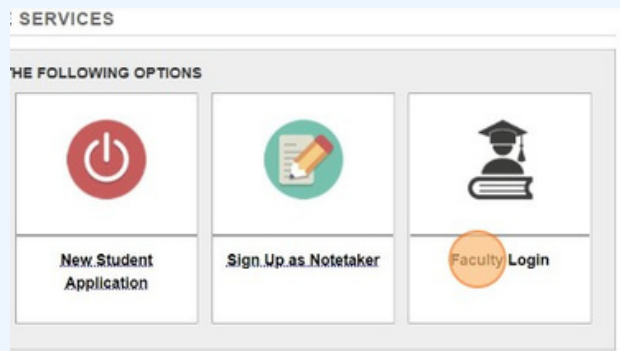 SERVICES
THE FOLLOWING OPTIONS
New Student
Application
Sign Up as Notetaker
Faculty Login